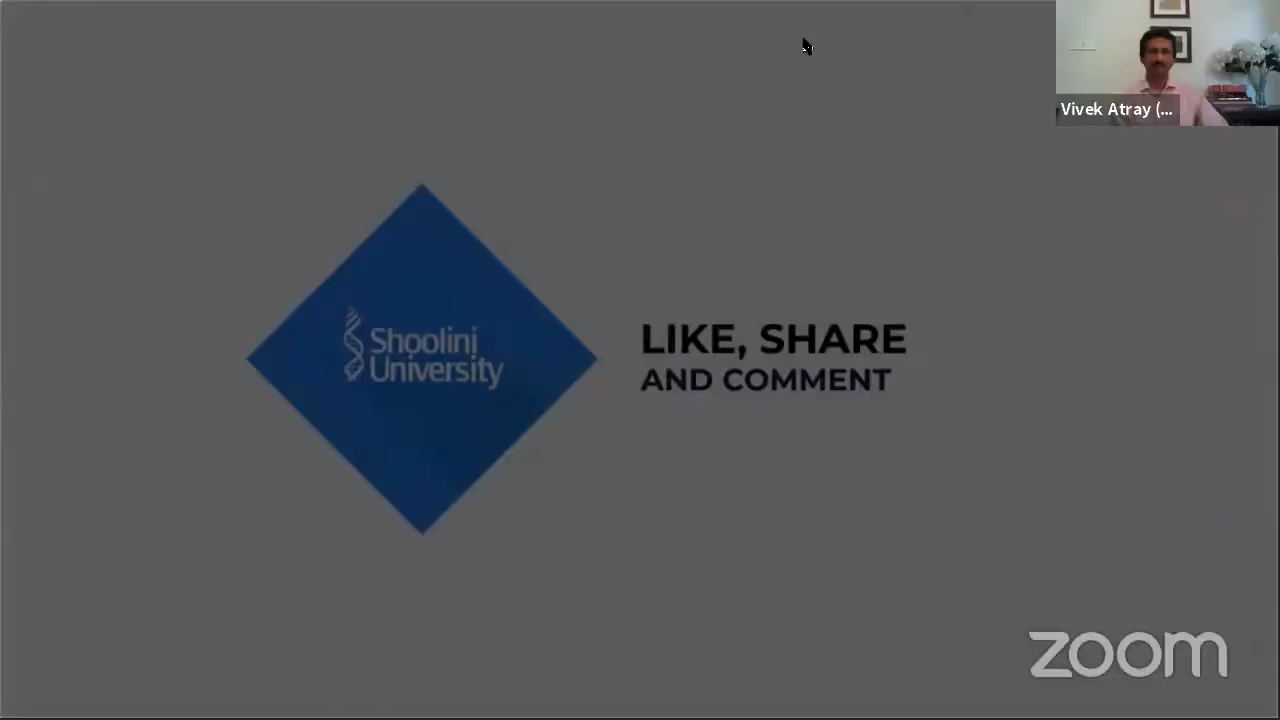 Vivek Atray (...
Shoolini
University
LIKE, SHARE
AND COMMENT
zoom